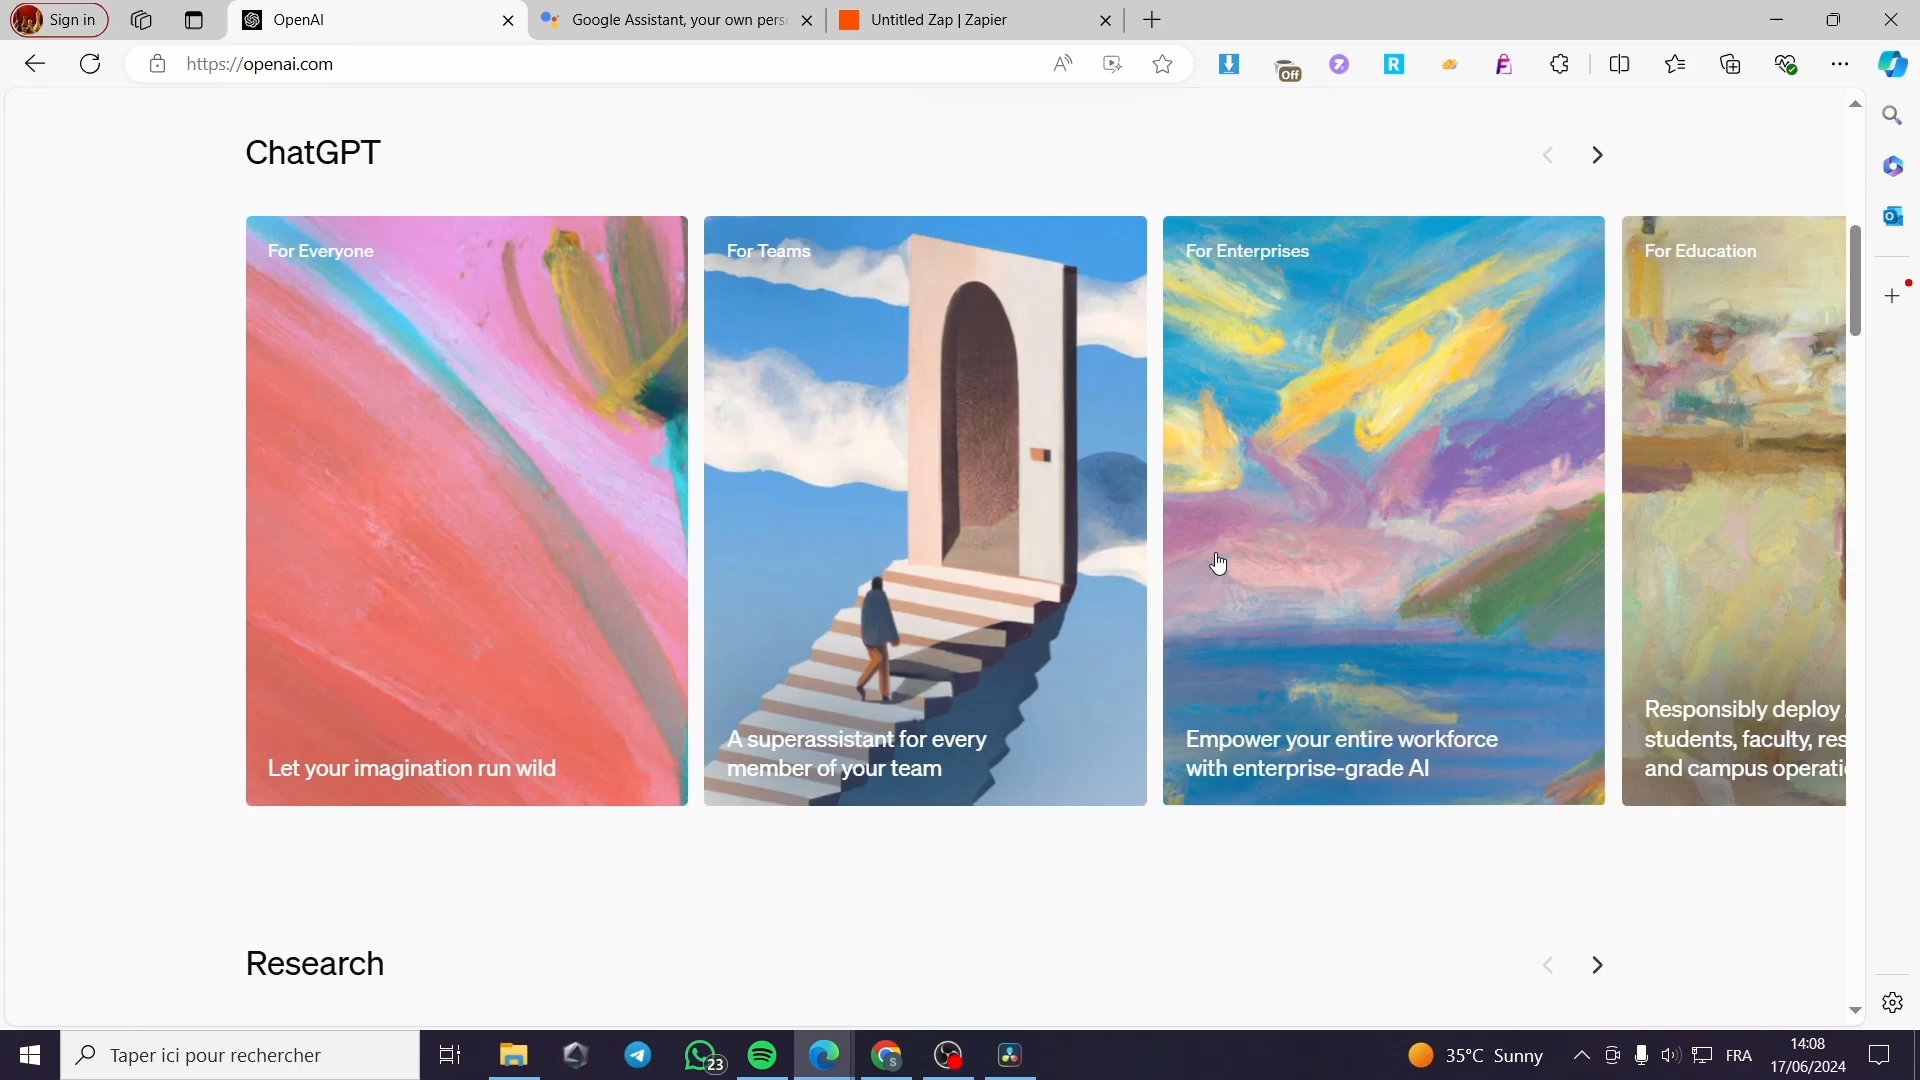 Sign in
OpenAI
Google Assistant, your own pers
Untitled Zap | Zapier
https://openai.com
Off
ChatGPT
For Everyone
Let your imagination run wild
For Teams
A superassistant for every
member of your team
For Enterprises
Empower your entire workforce
with enterprise-grade AI
For Education
Responsibly deploy
students, faculty, res
and campus operati
Research
Taper ici pour rechercher
23
35°C Sunny
FRA
14:08
17/06/2024